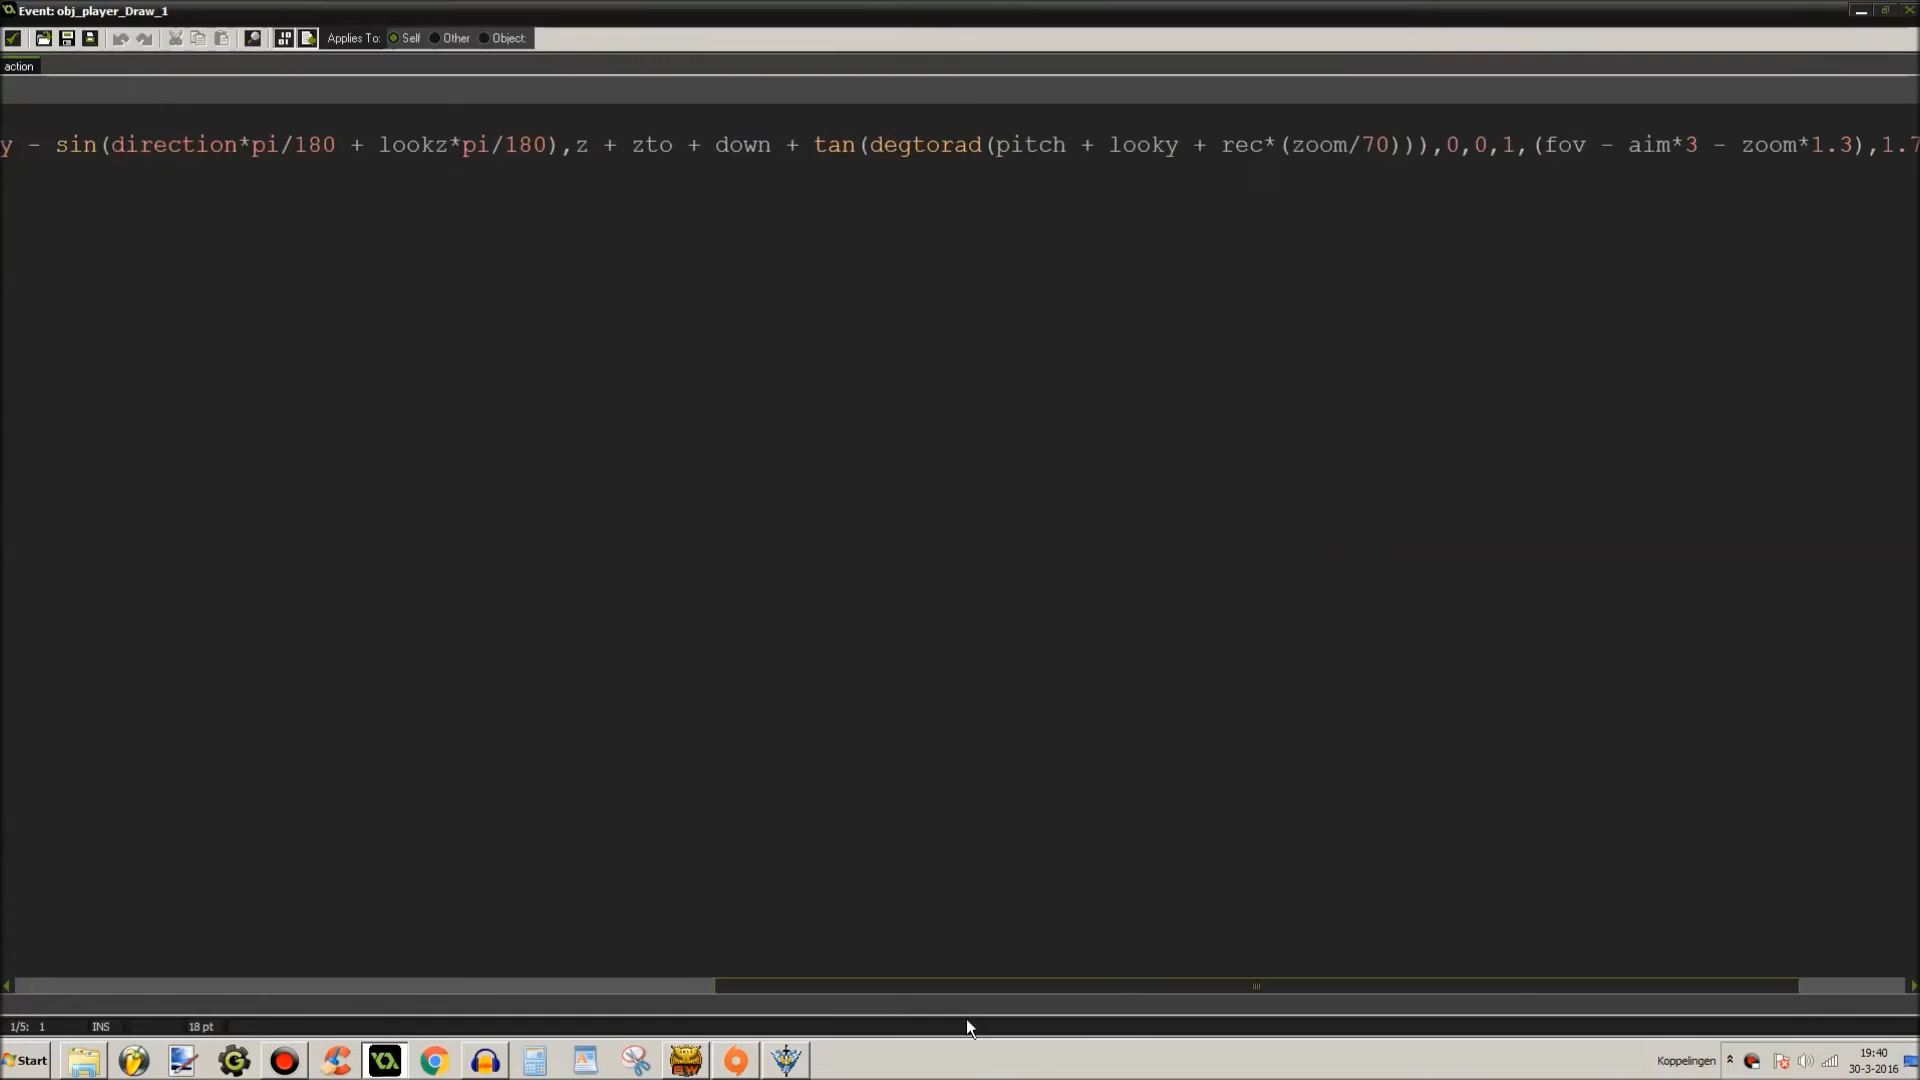 Event: obj_player_Draw_1
Applies To: Self Other Object:
action
y - sin(direction*pi/180 + lookz*pi/180),z + zto + down + tan(degtorad(pitch + looky + rec*(zoom/70))),0,0,1,(fov - aim*3 - zoom*1.3),1.7
1/5: 1 INS 18 pt
Start
EW
Koppelingen
19:40
30-3-2016